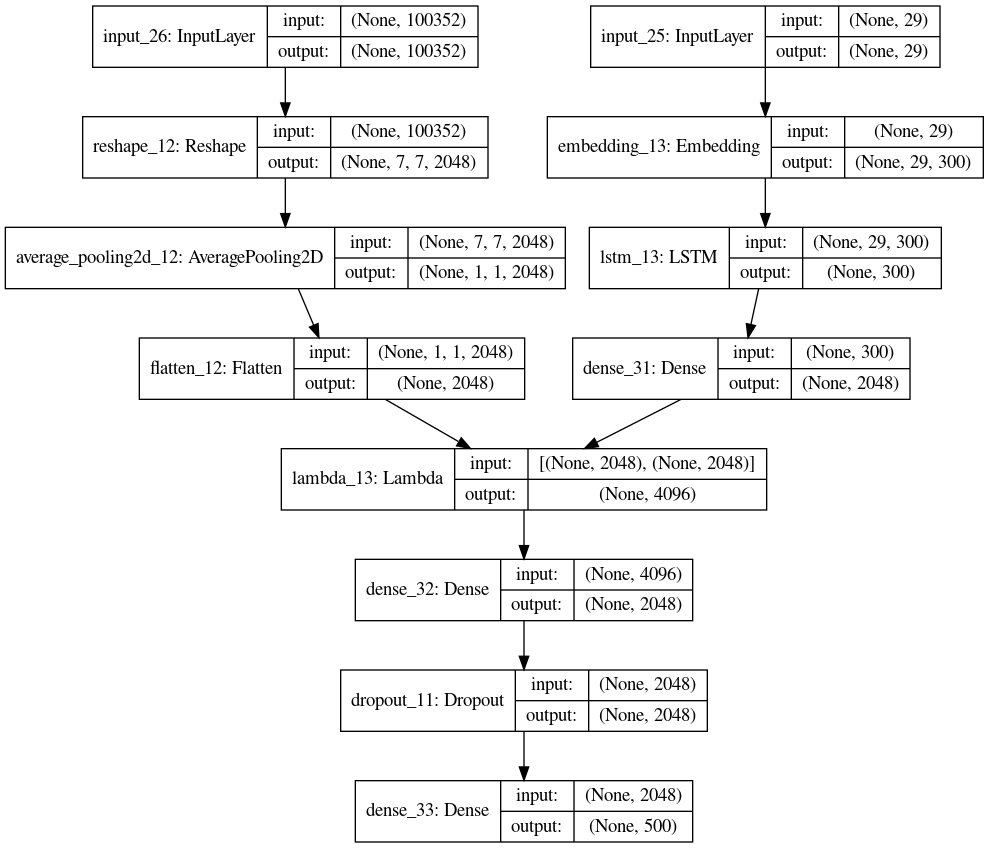 input_26: InputLayer
input:
(None, 100352)
output:
(None, 100352)
input_25: InputLayer
input:
(None, 29)
output:
(None, 29)
reshape_12: Reshape
input:
(None, 100352)
output:
(None, 7, 7, 2048)
embedding_13: Embedding
input:
(None, 29)
output:
(None, 29, 300)
average_pooling2d_12: AveragePooling2D
input:
(None, 7, 7, 2048)
output:
(None, 1, 1, 2048)
lstm_13: LSTM
input:
(None, 29, 300)
output:
(None, 300)
flatten_12: Flatten
input:
(None, 1, 1, 2048)
output:
(None, 2048)
dense_31: Dense
input:
(None, 300)
output:
(None, 2048)
lambda_13: Lambda
input:
[(None, 2048), (None, 2048)]
output:
(None, 4096)
dense_32: Dense
input:
(None, 4096)
output:
(None, 2048)
dropout_11: Dropout
input:
(None, 2048)
output:
(None, 2048)
dense_33: Dense
input:
(None, 2048)
output:
(None, 500)